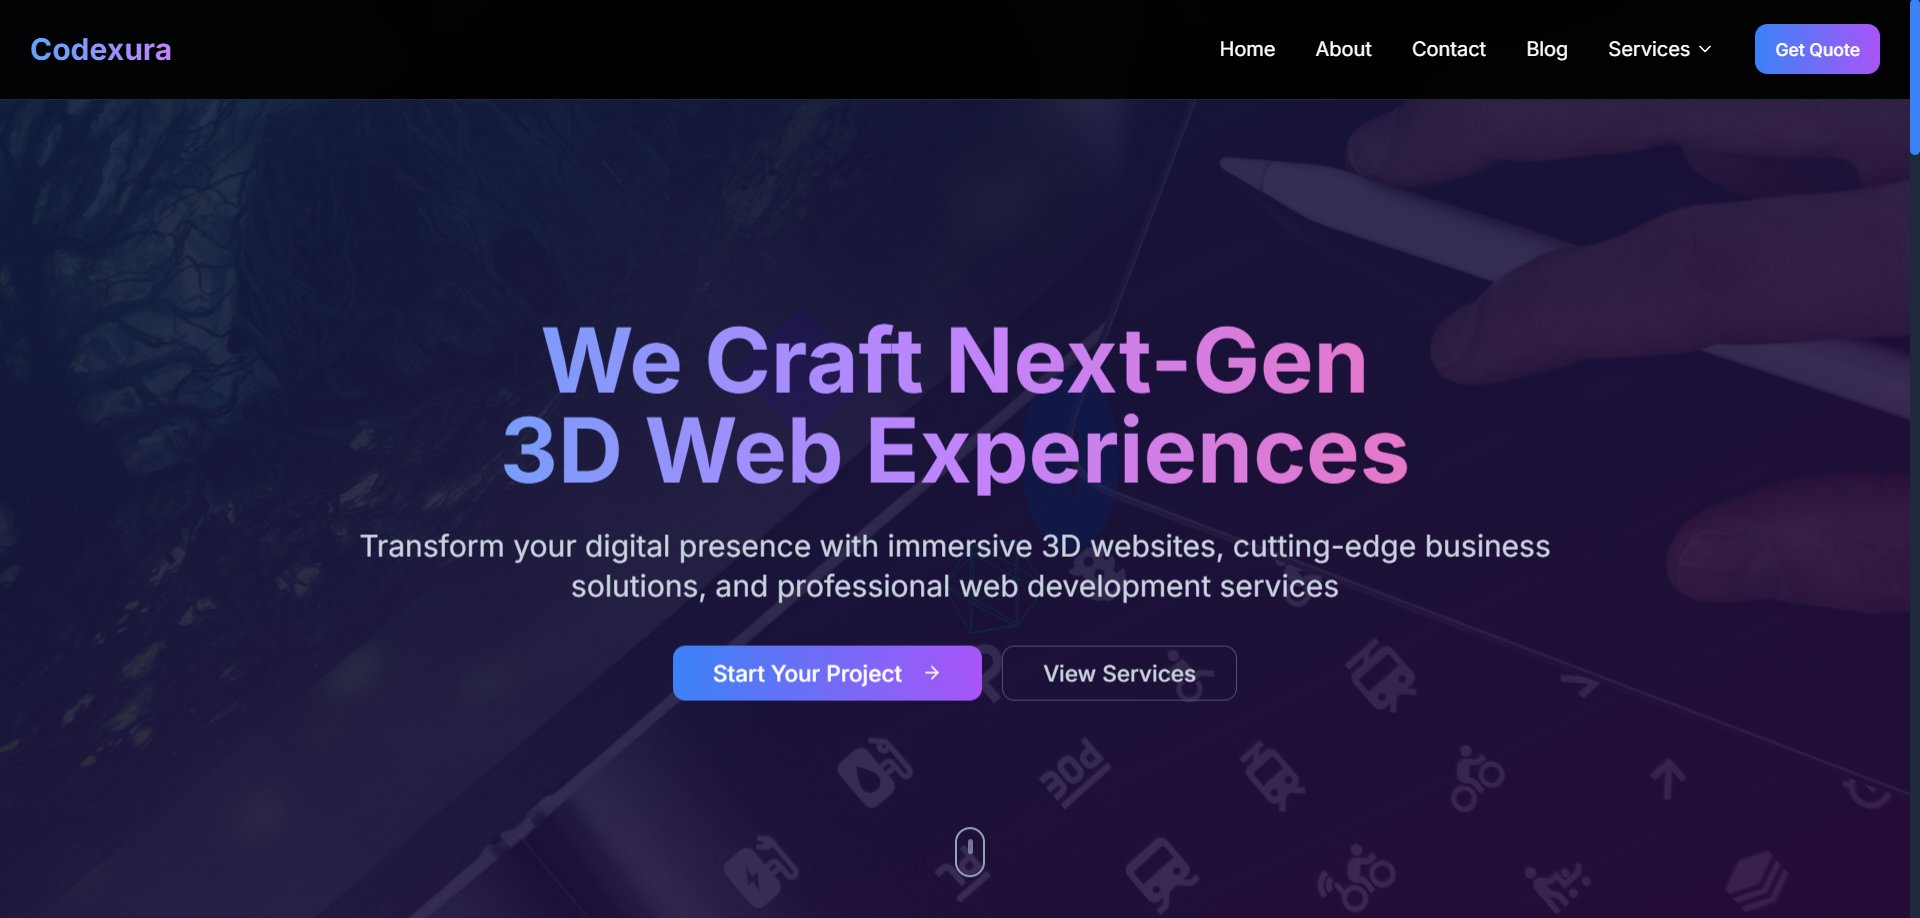 Codexura
Home About Contact Blog Services Get Quote
We Craft Next-Gen
3D Web Experiences
Transform your digital presence with immersive 3D websites, cutting-edge business
solutions, and professional web development services
Start Your Project → View Services
30d